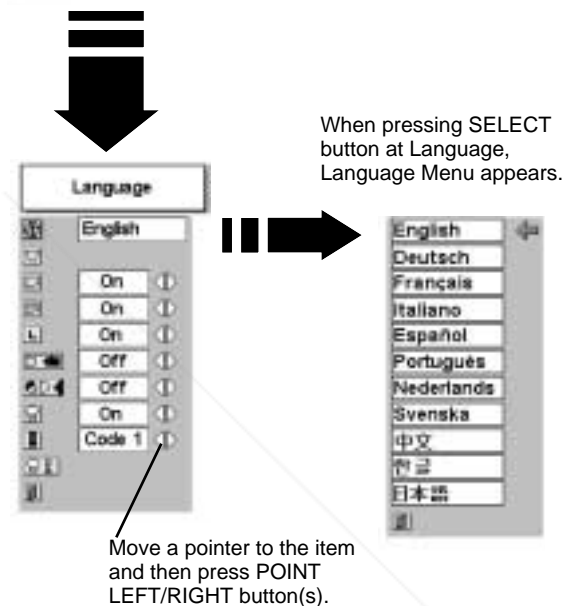 When pressing SELECT
button at Language,
Language Menu appears.
Language
English
On
On
On
Off
Off
On
Code 1
English
Deutsch
Français
Italiano
Español
Português
Nederlands
Svenska
中文
한글
日本語
Move a pointer to the item
and then press POINT
LEFT/RIGHT button(s).